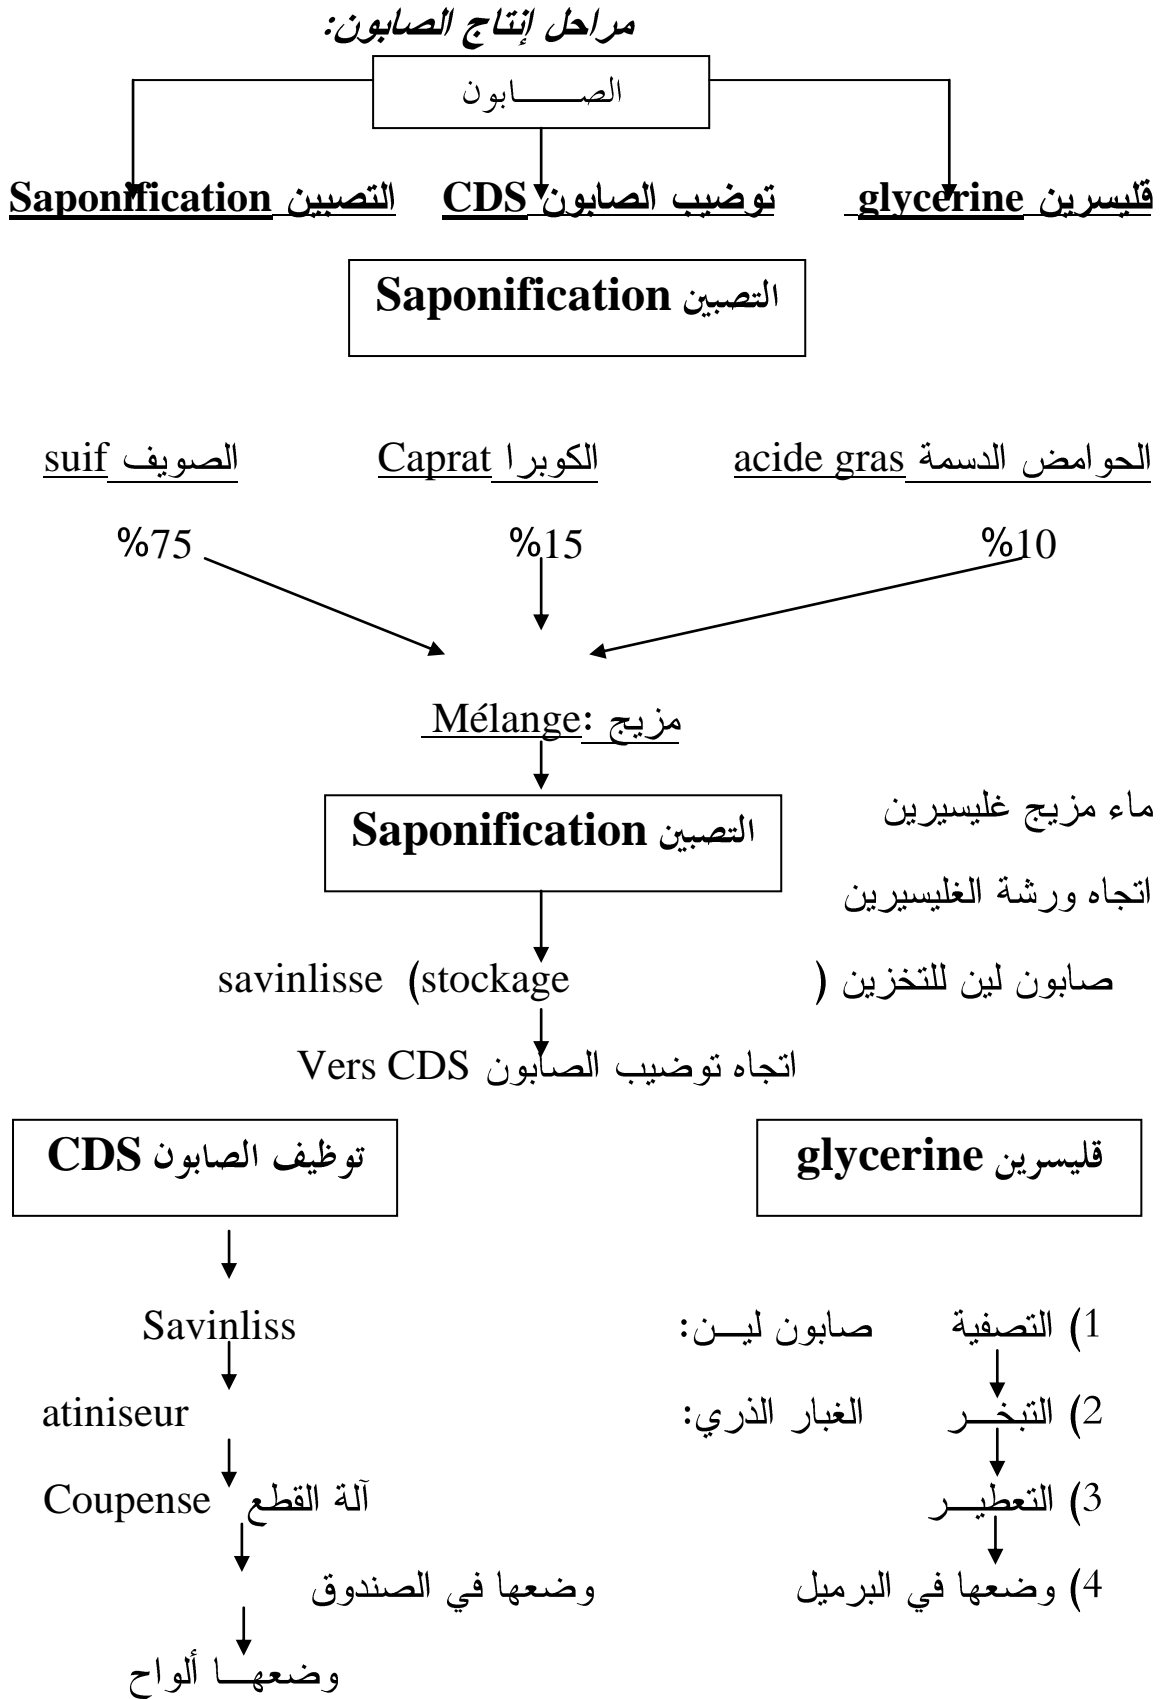 مراحل إنتاج الصابون:
الصــــــابون
قليسرين glycerine توضيب الصابون CDS التصبين Saponification
التصبين Saponification
الحوامض الدسمة acide gras الكوبرا Caprat الصويف suif
%10 %15 %75
مزيج :Mélange
ماء مزيج غليسيرين
التصبين Saponification
اتجاه ورشة الغليسيرين
صابون لين للتخزين ( savinlisse (stockage
اتجاه توضيب الصابون Vers CDS
قليسرين glycerine توظيف الصابون CDS
1) التصفية صابون ليـــن: Savinliss
2) التبخــر الغبار الذري: atiniseur
3) التعطيـــر آلة القطع Coupense
4) وضعها في البرميل وضعها في الصندوق
وضعهـــا ألواح